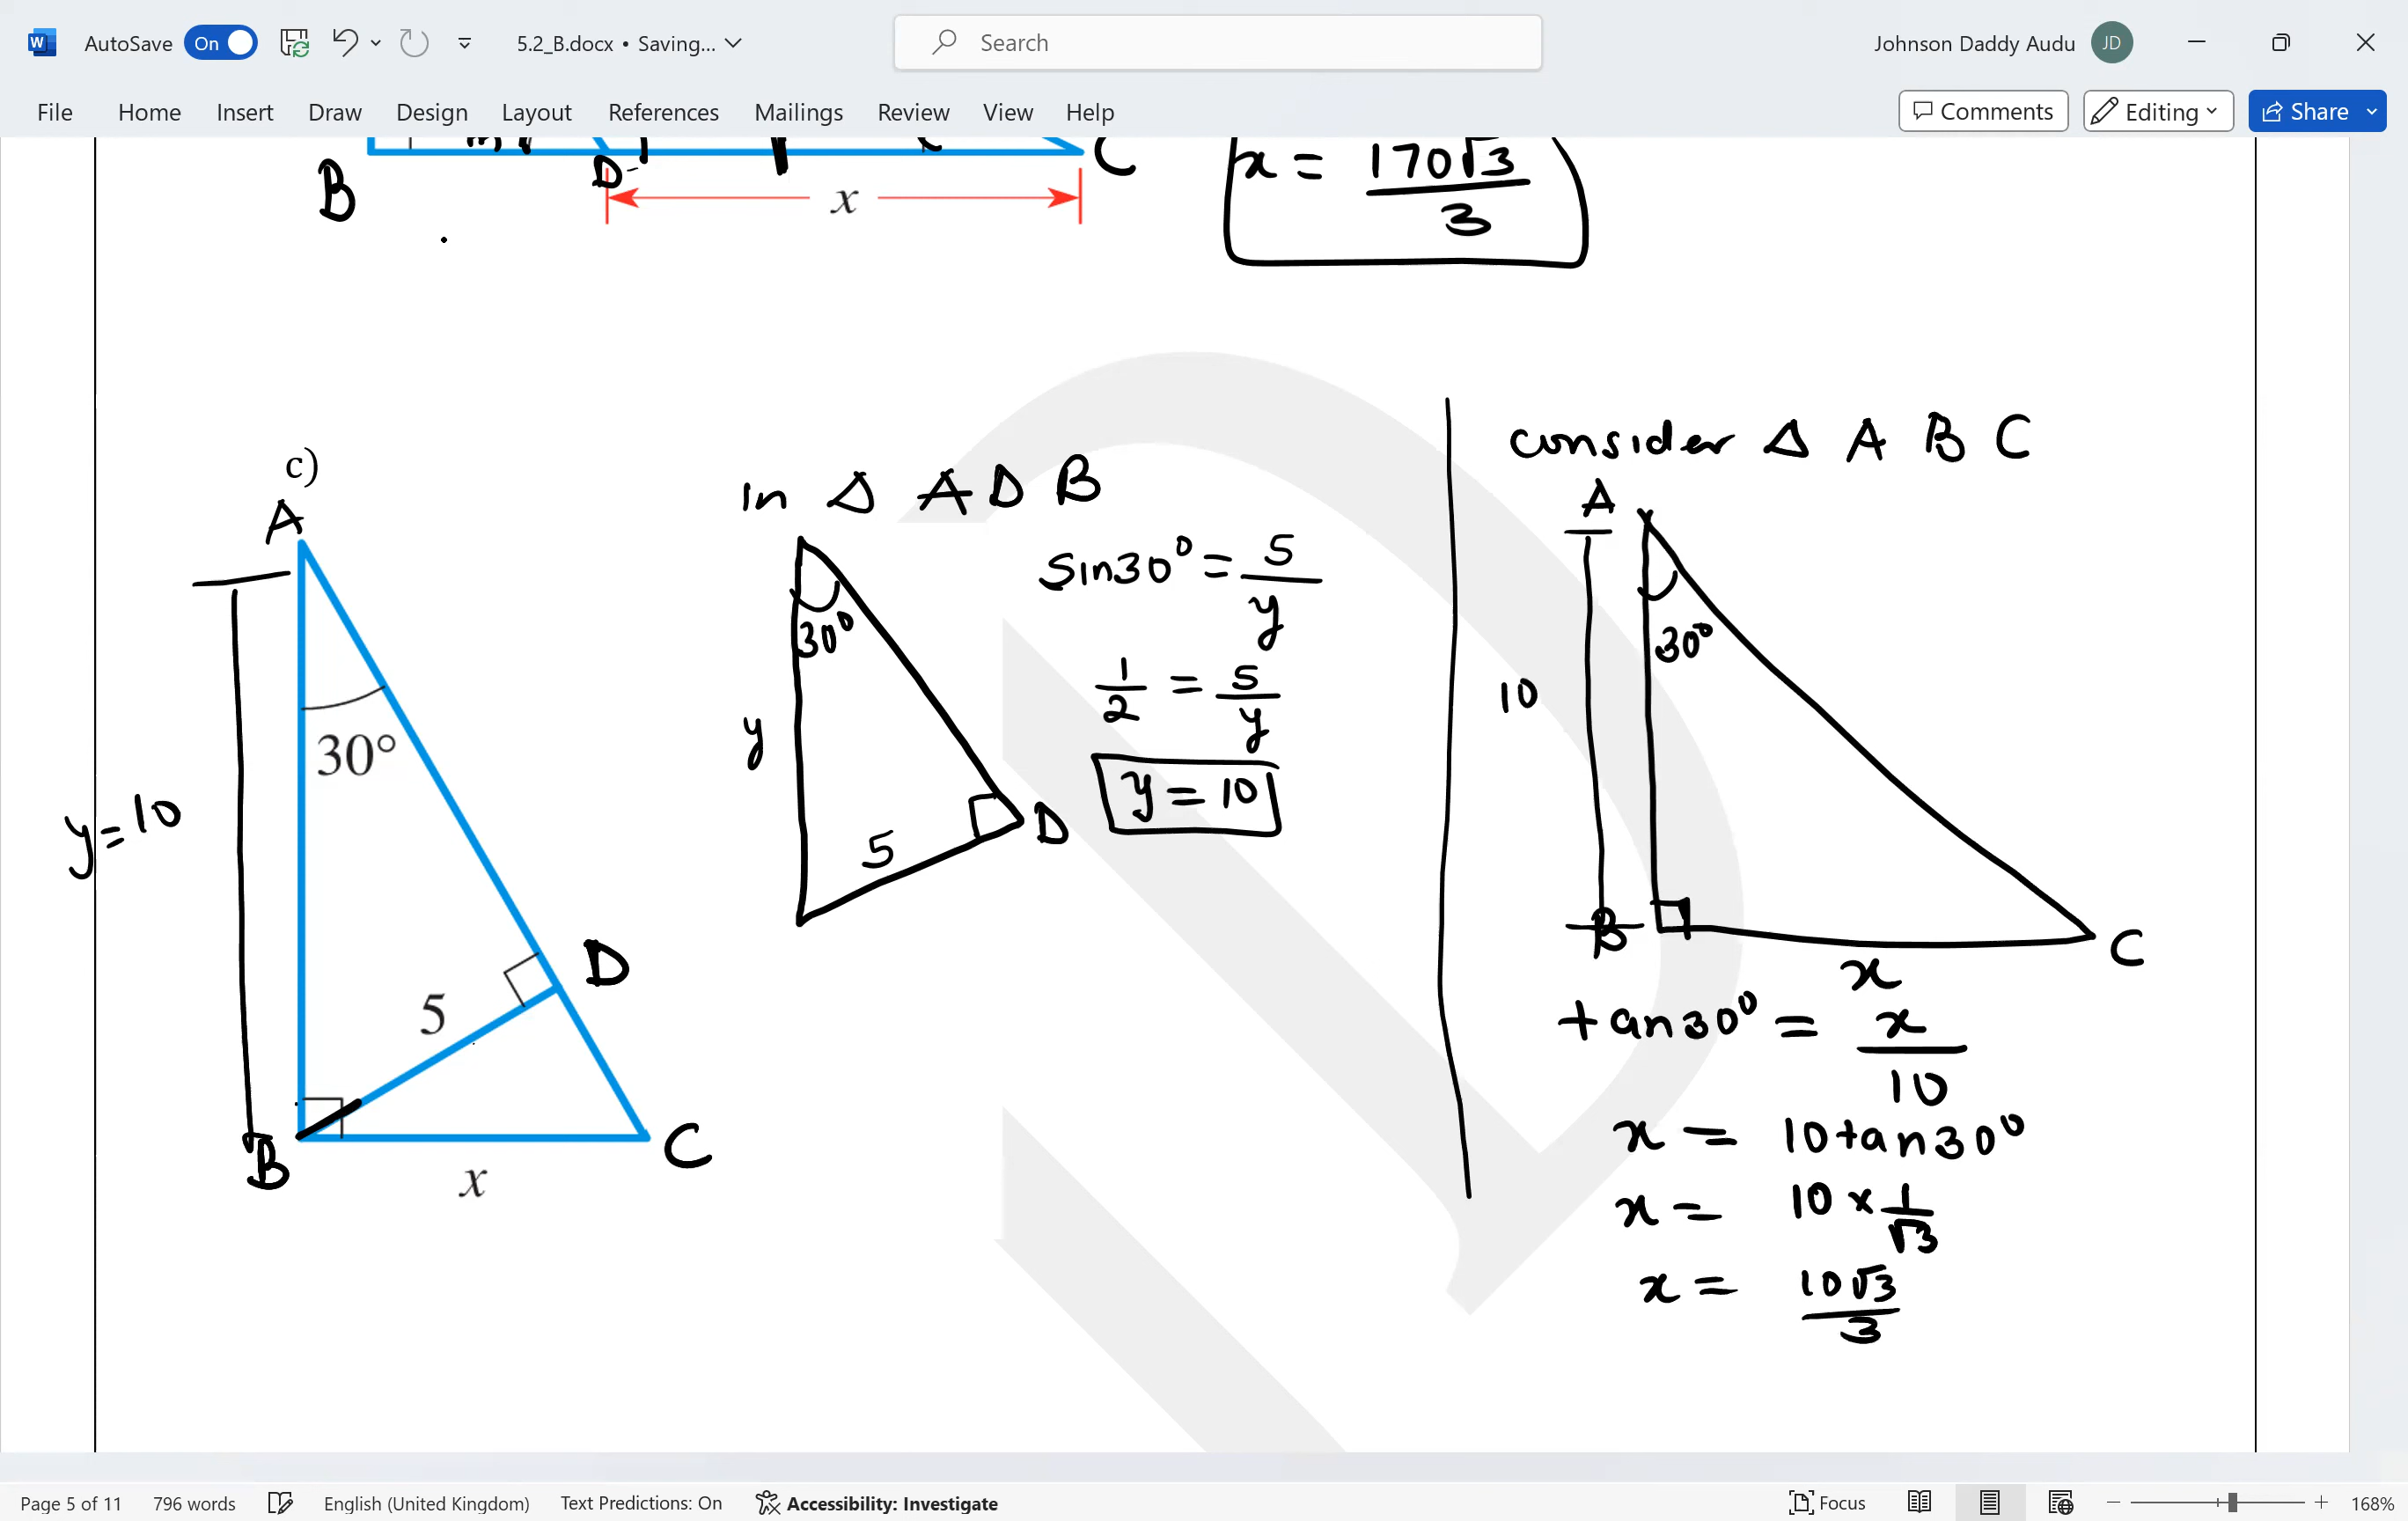 AutoSave On 5.2_B.docx • Saving... Search Johnson Daddy Audu JD
File Home Insert Draw Design Layout References Mailings Review View Help Comments Editing Share
B D C
x
x = 170√3 / 3
c)
A
30°
y=10
D
5
B
C
x
In Δ ADB
30°
y
5
D
Sin30° = 5/y
1/2 = 5/y
y = 10
consider Δ A B C
A
30°
10
B
C
x
tan30° = x/10
x = 10tan30°
x = 10 × 1/√3
x = 10√3/3
Page 5 of 11 796 words English (United Kingdom) Text Predictions: On Accessibility: Investigate Focus 168%